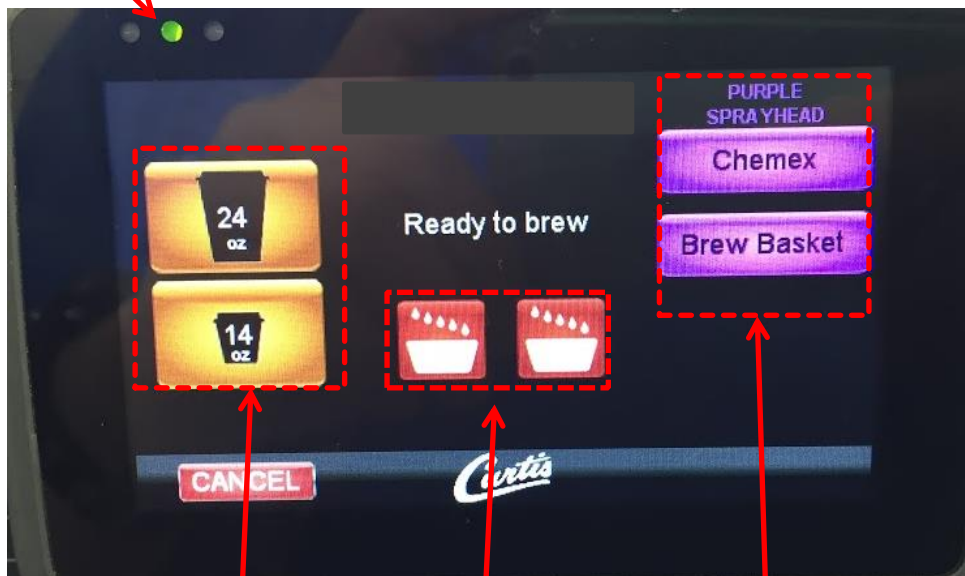 PURPLE
SPRAYHEAD
Chemex
Brew Basket
24
oz
14
oz
Ready to brew
CANCEL
Curtis